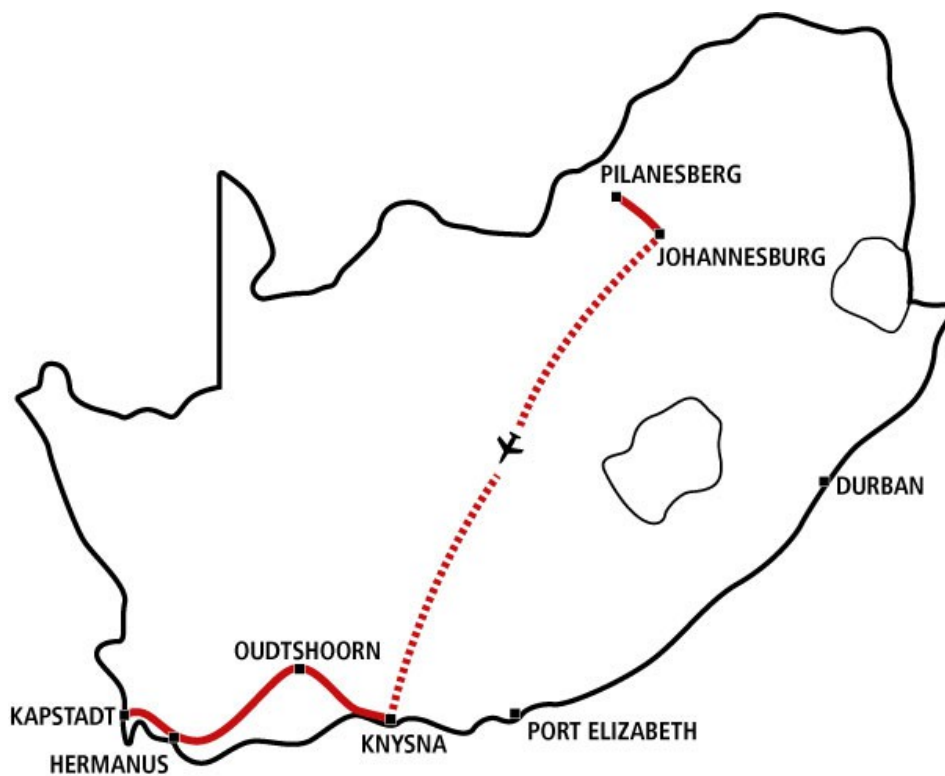 PILANESBERG
JOHANNESBURG
DURBAN
OUDTSHOORN
KAPSTADT
HERMANUS
KNYSNA
PORT ELIZABETH